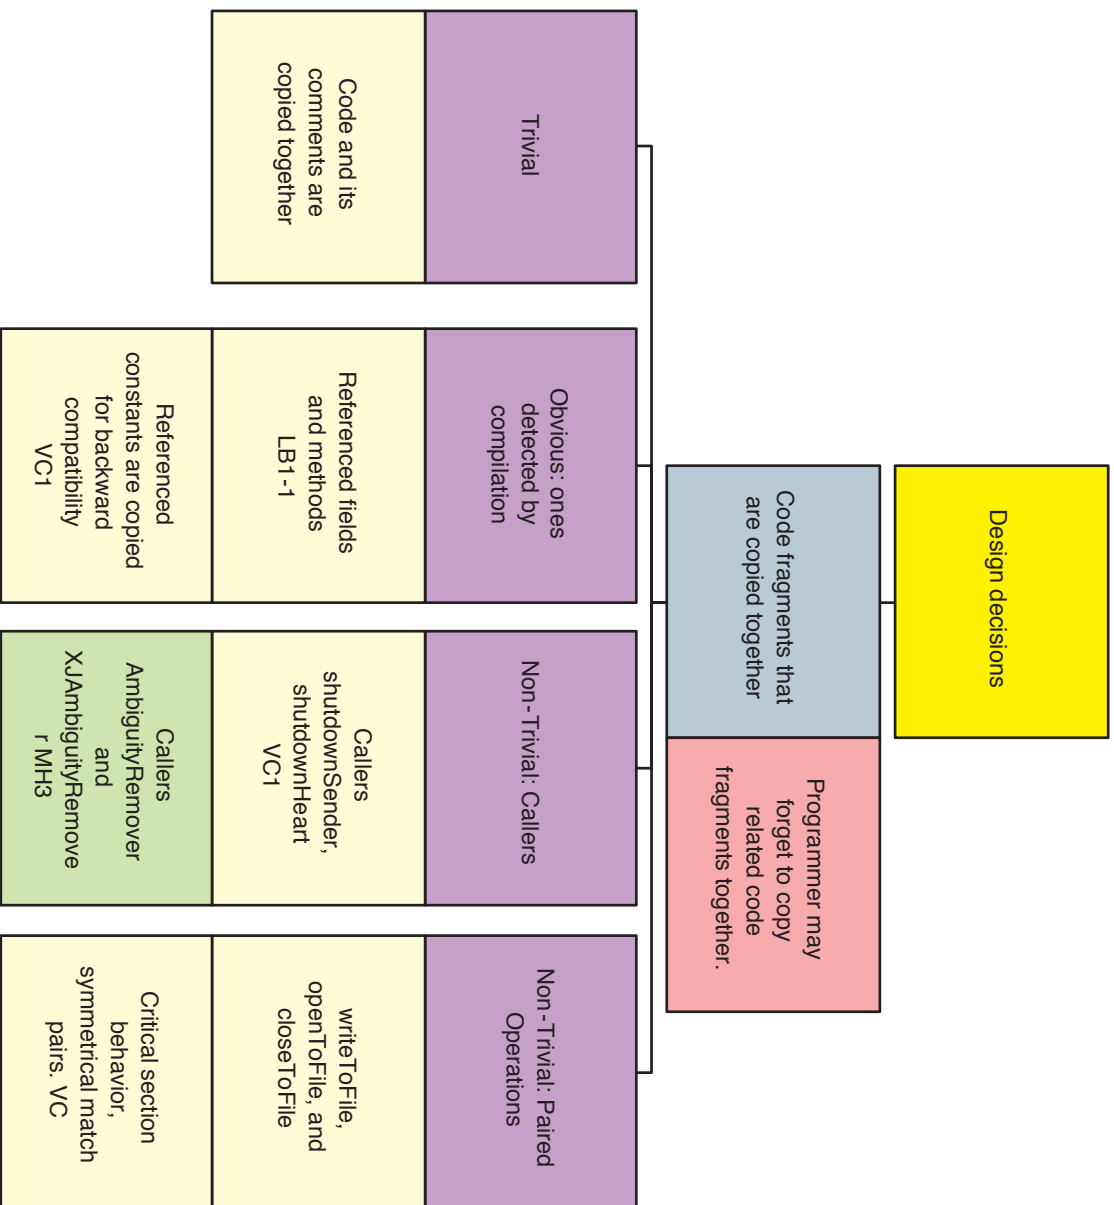 Design decisions
Code fragments that
are copied together
Programmer may
forget to copy
related code
fragments together.
Trivial
Code and its
comments are
copied together
Obvious: ones
detected by
compilation
Referenced fields
and methods
LB1-1
Referenced
constants are copied
for backward
compatibility
VC1
Non-Trivial: Callers
Callers
shutdownSender,
shutdownHeart
VC1
Callers
AmbiguityRemover
and
XJAmbiguityRemove
r MH3
Non-Trivial: Paired
Operations
writeToFile,
openToFile, and
closeToFile
Critical section
behavior,
symmetrical match
pairs. VC